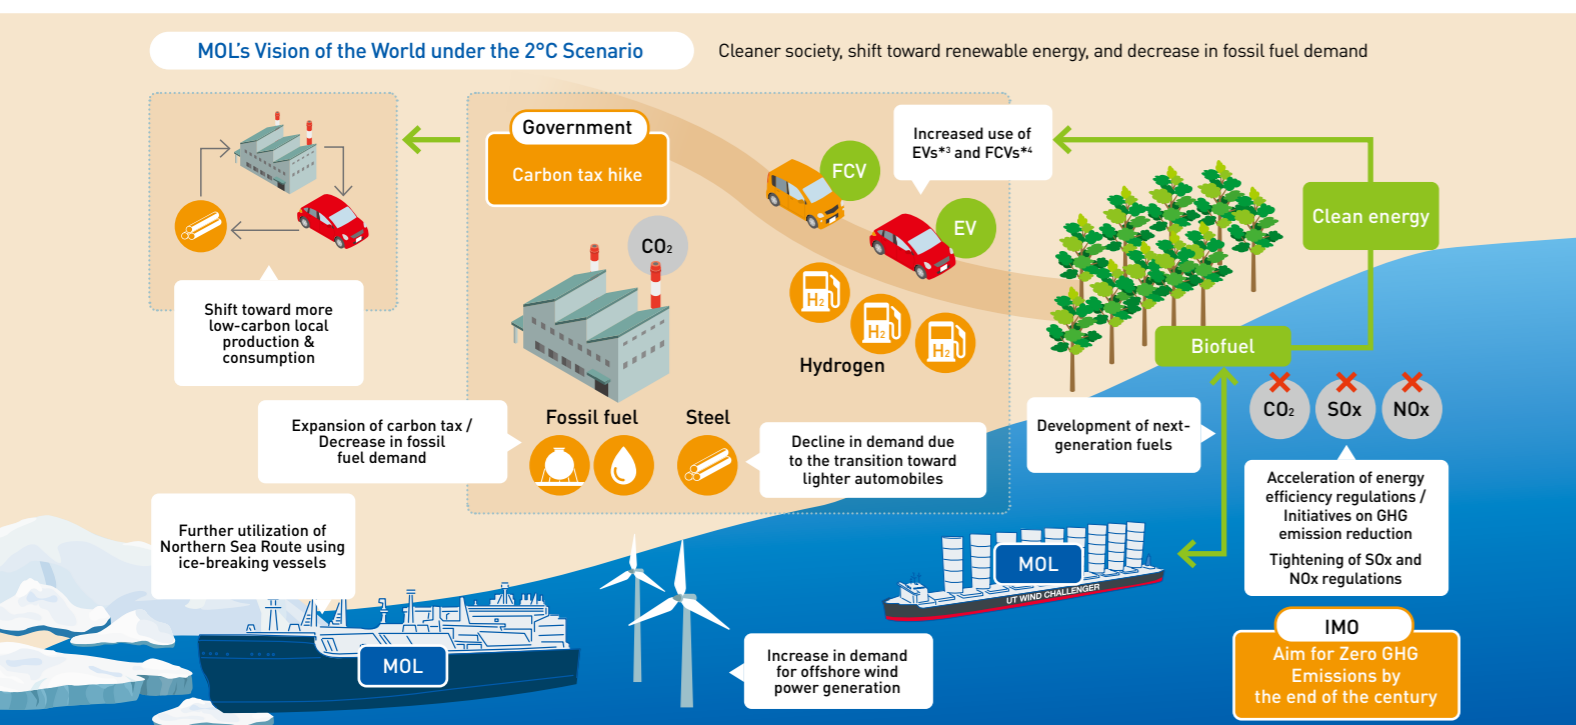 MOL's Vision of the World under the 2°C Scenario
Cleaner society, shift toward renewable energy, and decrease in fossil fuel demand
Government
Carbon tax hike
Increased use of
EVs*3 and FCVs*4
FCV
EV
Clean energy
CO2
Shift toward more
low-carbon local
production &
consumption
H2
H2
H2
Hydrogen
Biofuel
CO2
SOx
NOx
Expansion of carbon tax /
Decrease in fossil
fuel demand
Fossil fuel
Steel
Decline in demand due
to the transition toward
lighter automobiles
Development of next-
generation fuels
Acceleration of energy
efficiency regulations /
Initiatives on GHG
emission reduction
Tightening of SOx and
NOx regulations
Further utilization of
Northern Sea Route using
ice-breaking vessels
MOL
UT WIND CHALLENGER
MOL
Increase in demand
for offshore wind
power generation
IMO
Aim for Zero GHG
Emissions by
the end of the century